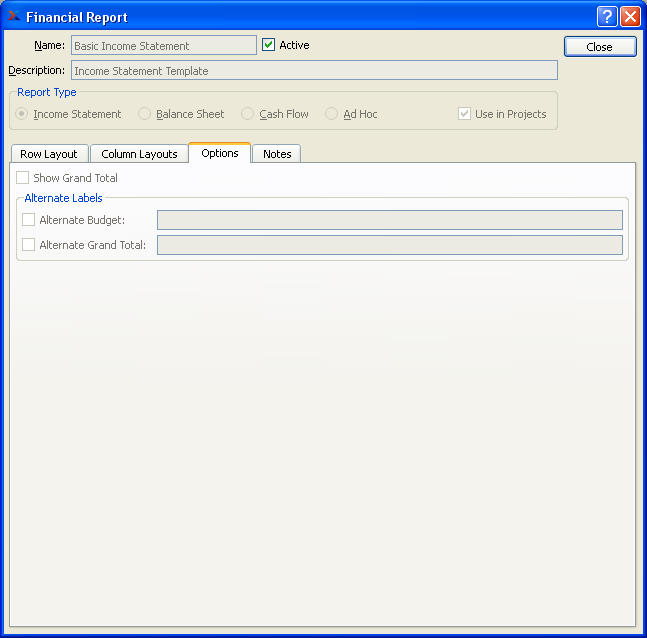 Financial Report
Name: Basic Income Statement Active Close
Description: Income Statement Template
Report Type
Income Statement Balance Sheet Cash Flow Ad Hoc Use in Projects
Row Layout Column Layouts Options Notes
Show Grand Total
Alternate Labels
Alternate Budget:
Alternate Grand Total: